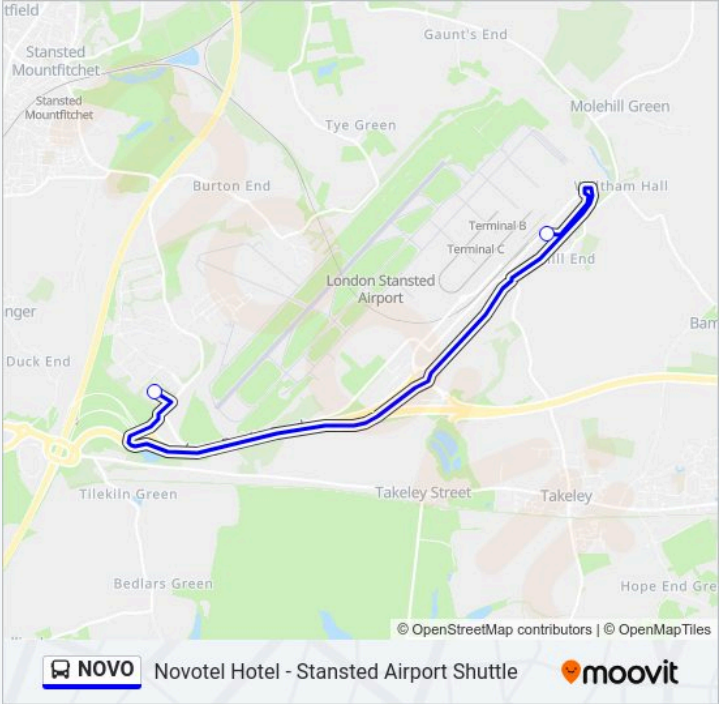 tfield
Gaunt's End
Stansted
Mountfitchet
Stansted
Mountfitchet
Molehill Green
Tye Green
Burton End
Waltham Hall
Terminal B
Terminal C
ill End
London Stansted
Airport
nger
Bam
Duck End
Takeley Street
Takeley
Tilekiln Green
Bedlars Green
Hope End Gre
© OpenStreetMap contributors | © OpenMapTiles
NOVO Novotel Hotel - Stansted Airport Shuttle moovit